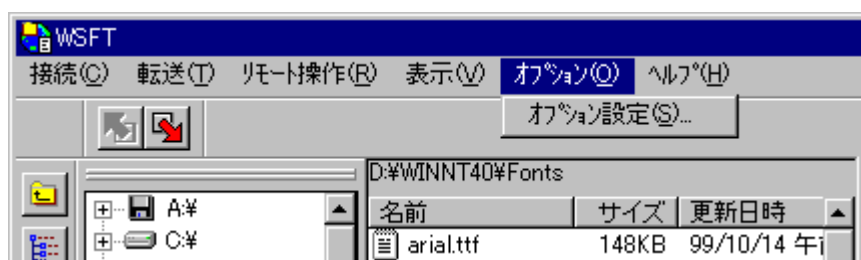 WSFT
接続(C) 転送(T) ﾘﾓｰﾄ操作(R) 表示(V) ｵﾌﾟｼｮﾝ(O) ﾍﾙﾌﾟ(H)
ｵﾌﾟｼｮﾝ設定(S)...
D:¥WINNT40¥Fonts
A:¥ 名前 サイズ 更新日時
C:¥ arial.ttf 148KB 99/10/14 午